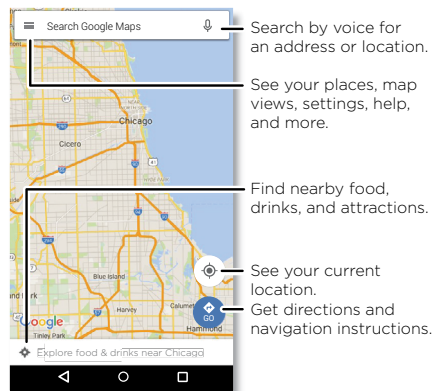 Search Google Maps
Search by voice for
an address or location.
See your places, map
views, settings, help,
and more.
Chicago
Cicero
41
Find nearby food,
drinks, and attractions.
See your current
location.
Blue Island
GO
Get directions and
navigation instructions.
Harvey
Calumet
Google
Hammond
Tinley Park
Explore food & drinks near Chicago